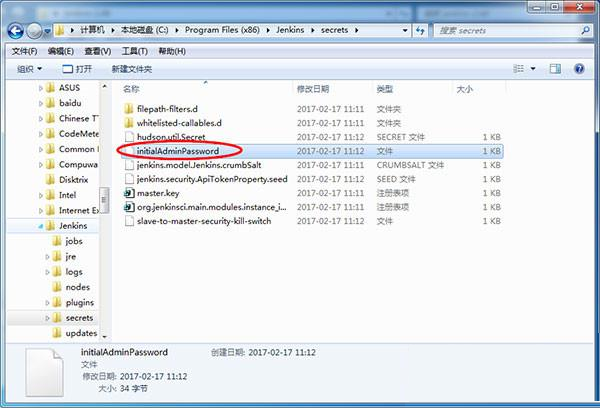 计算机 ▸ 本地磁盘 (C:) ▸ Program Files (x86) ▸ Jenkins ▸ secrets ▸
搜索 secrets
文件(F) 编辑(E) 查看(V) 工具(T) 帮助(H)
组织 打开 新建文件夹
ASUS
baidu
Chinese TT
CodeMeter
Common
Compuwa
Disktrix
Intel
Internet Ex
Jenkins
jobs
jre
logs
nodes
plugins
secrets
updates
名称 修改日期 类型 大小
filepath-filters.d 2017-02-17 11:11 文件夹
whitelisted-callables.d 2017-02-17 11:11 文件夹
hudson.util.Secret 2017-02-17 11:12 SECRET 文件 1 KB
initialAdminPassword 2017-02-17 11:12 文件 1 KB
jenkins.model.Jenkins.crumbSalt 2017-02-17 11:11 CRUMBSALT 文件 1 KB
jenkins.security.ApiTokenProperty.seed 2017-02-17 11:12 SEED 文件 1 KB
master.key 2017-02-17 11:11 注册表项 1 KB
org.jenkinsci.main.modules.instance_i... 2017-02-17 11:11 注册表项 1 KB
slave-to-master-security-kill-switch 2017-02-17 11:11 文件 1 KB
initialAdminPassword 创建日期: 2017-02-17 11:12
文件
修改日期: 2017-02-17 11:12
大小: 34 字节